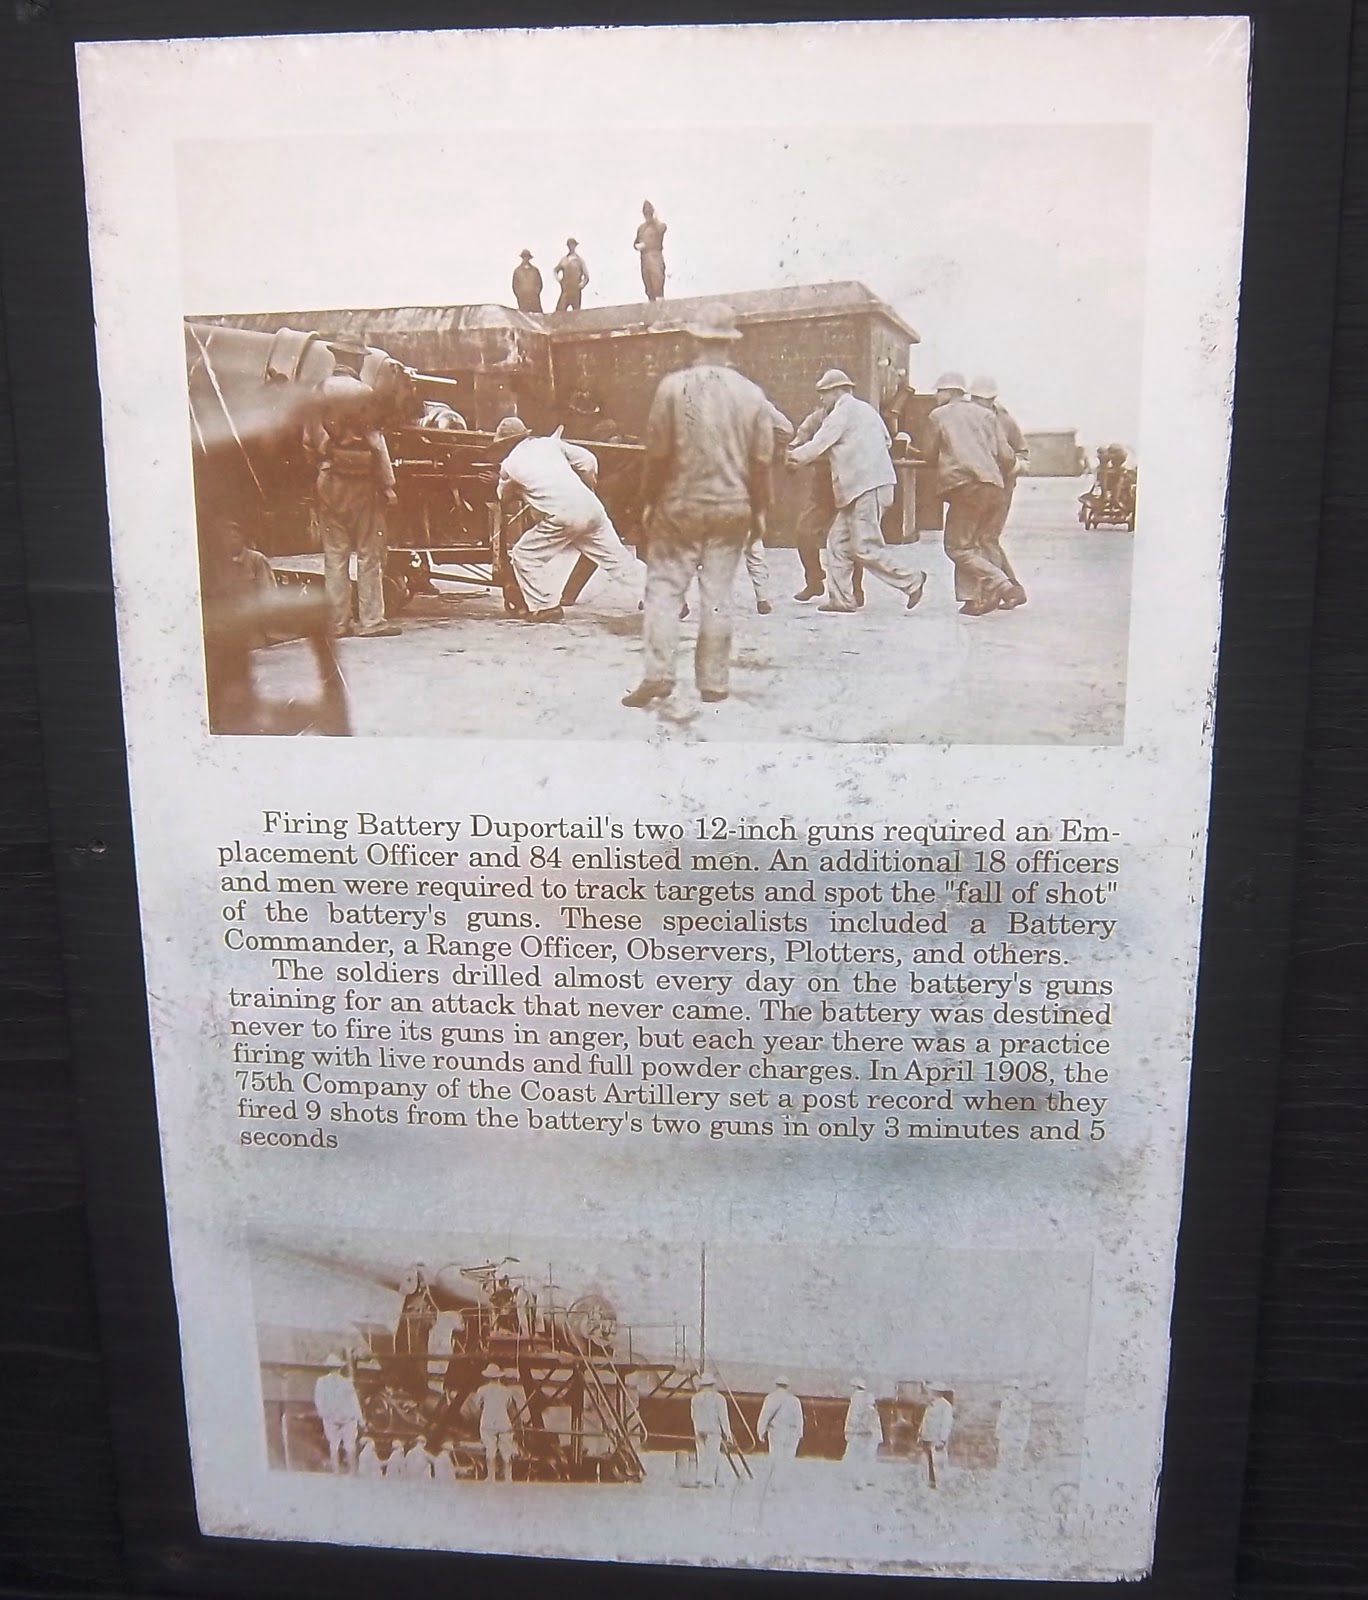 Firing Battery Duportail's two 12-inch guns required an Em-
placement Officer and 84 enlisted men. An additional 18 officers
and men were required to track targets and spot the "fall of shot"
of the battery's guns. These specialists included a Battery
Commander, a Range Officer, Observers, Plotters, and others.
The soldiers drilled almost every day on the battery's guns
training for an attack that never came. The battery was destined
never to fire its guns in anger, but each year there was a practice
firing with live rounds and full powder charges. In April 1908, the
75th Company of the Coast Artillery set a post record when they
fired 9 shots from the battery's two guns in only 3 minutes and 5
seconds